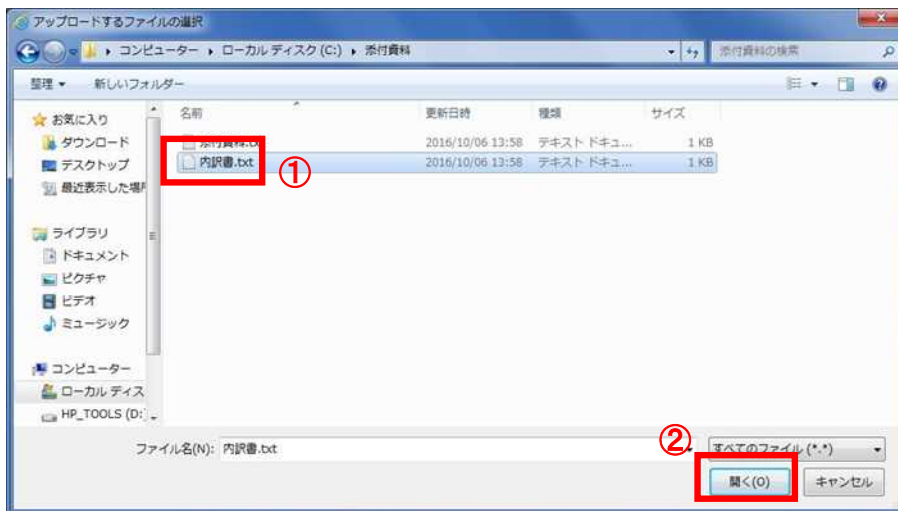 アップロードするファイルの選択
コンピューター ▸ ローカル ディスク (C:) ▸ 添付資料
添付資料の検索
整理 新しいフォルダー
名前 更新日時 種類 サイズ
添付資料.txt 2016/10/06 13:58 テキスト ドキュ... 1 KB
内訳書.txt 2016/10/06 13:58 テキスト ドキュ... 1 KB
①
お気に入り
ダウンロード
デスクトップ
最近表示した場所
ライブラリ
ドキュメント
ピクチャ
ビデオ
ミュージック
コンピューター
ローカル ディス
HP_TOOLS (D:)
ファイル名(N): 内訳書.txt
②
すべてのファイル (*.*)
開く(O) キャンセル